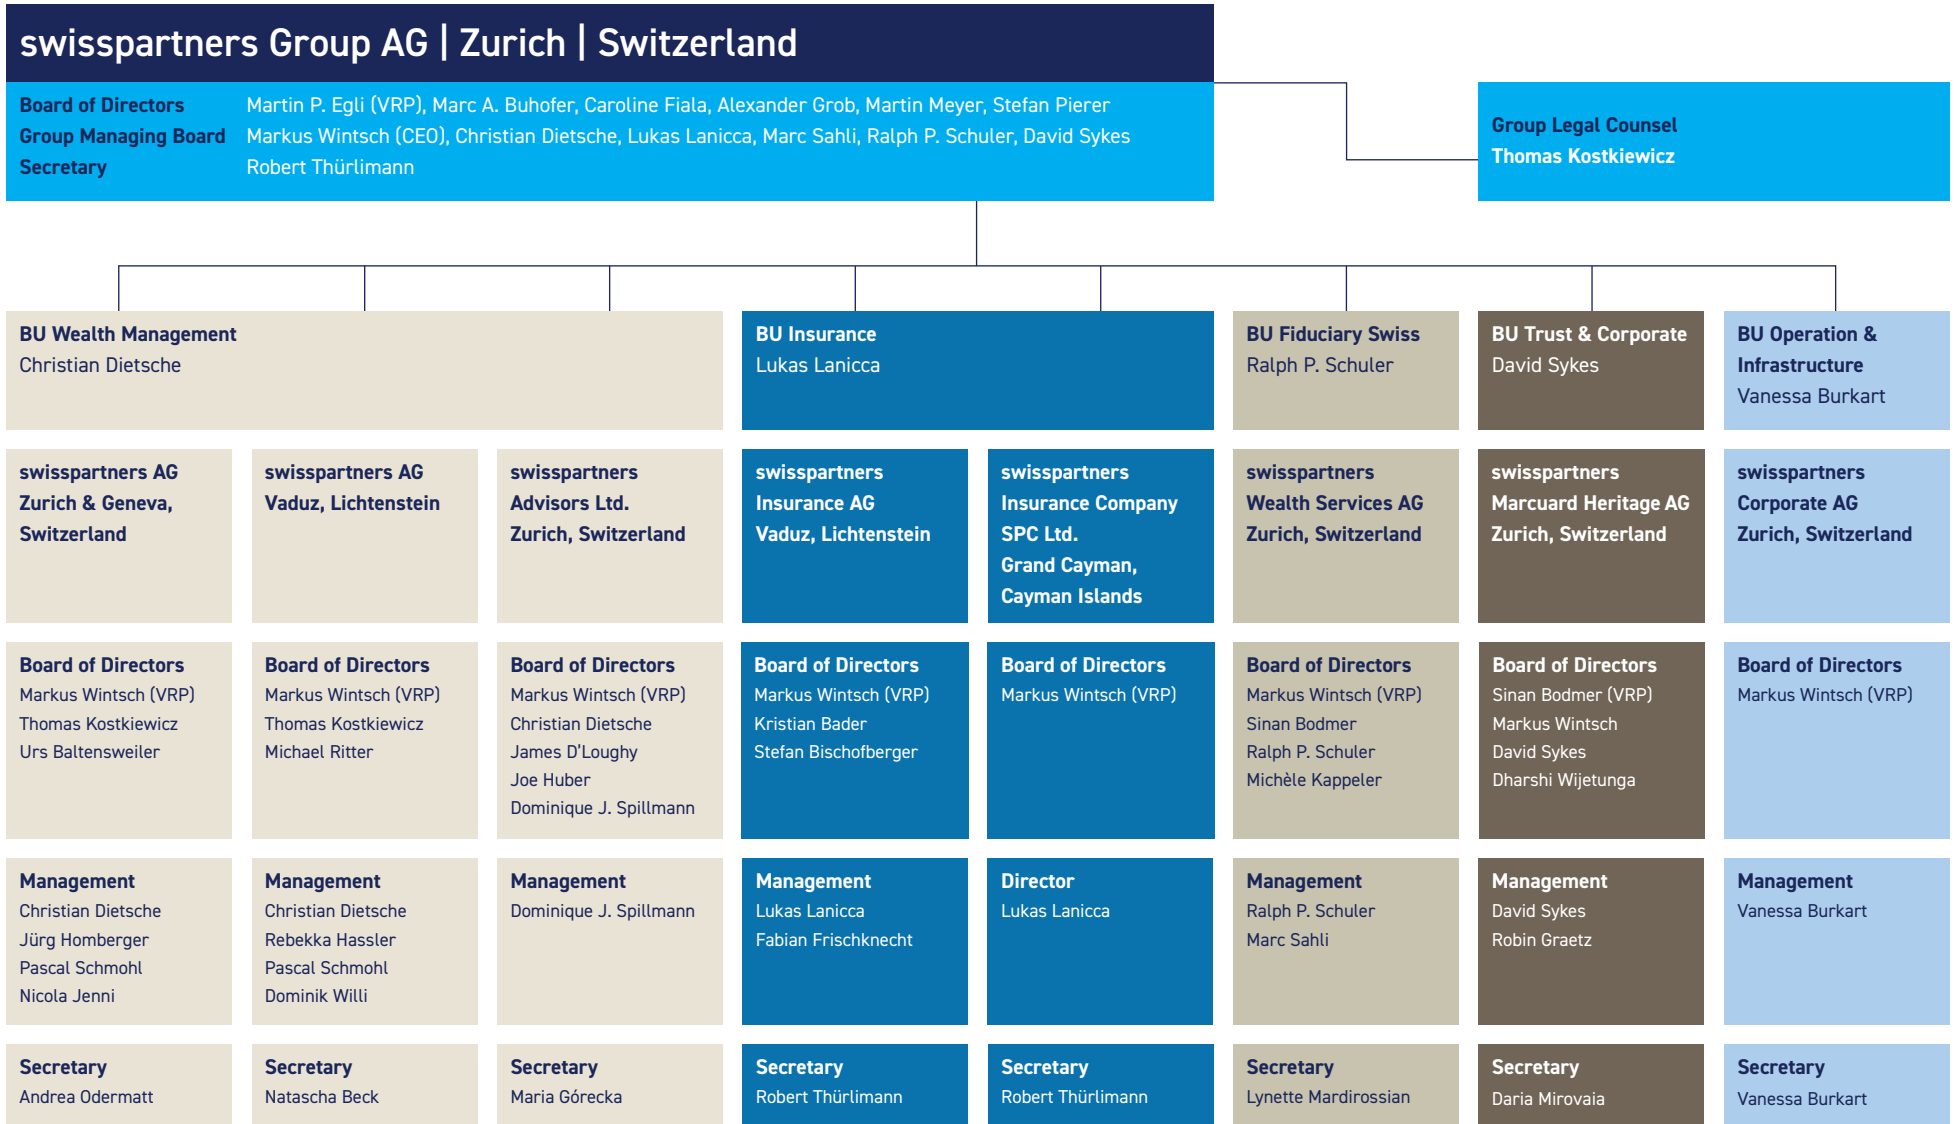 swisspartners Group AG | Zurich | Switzerland
Board of Directors Martin P. Egli (VRP), Marc A. Buhofer, Caroline Fiala, Alexander Grob, Martin Meyer, Stefan Pierer
Group Managing Board Markus Wintsch (CEO), Christian Dietsche, Lukas Lanicca, Marc Sahli, Ralph P. Schuler, David Sykes
Secretary Robert Thürlimann
Group Legal Counsel
Thomas Kostkiewicz
BU Wealth Management
Christian Dietsche
BU Insurance
Lukas Lanicca
BU Fiduciary Swiss
Ralph P. Schuler
BU Trust & Corporate
David Sykes
BU Operation &
Infrastructure
Vanessa Burkart
swisspartners AG
Zurich & Geneva,
Switzerland
swisspartners AG
Vaduz, Lichtenstein
swisspartners
Advisors Ltd.
Zurich, Switzerland
swisspartners
Insurance AG
Vaduz, Lichtenstein
swisspartners
Insurance Company
SPC Ltd.
Grand Cayman,
Cayman Islands
swisspartners
Wealth Services AG
Zurich, Switzerland
swisspartners
Marcuard Heritage AG
Zurich, Switzerland
swisspartners
Corporate AG
Zurich, Switzerland
Board of Directors
Markus Wintsch (VRP)
Thomas Kostkiewicz
Urs Baltensweiler
Board of Directors
Markus Wintsch (VRP)
Thomas Kostkiewicz
Michael Ritter
Board of Directors
Markus Wintsch (VRP)
Christian Dietsche
James D'Loughy
Joe Huber
Dominique J. Spillmann
Board of Directors
Markus Wintsch (VRP)
Kristian Bader
Stefan Bischofberger
Board of Directors
Markus Wintsch (VRP)
Board of Directors
Markus Wintsch (VRP)
Sinan Bodmer
Ralph P. Schuler
Michèle Kappeler
Board of Directors
Sinan Bodmer (VRP)
Markus Wintsch
David Sykes
Dharshi Wijetunga
Board of Directors
Markus Wintsch (VRP)
Management
Christian Dietsche
Jürg Homberger
Pascal Schmohl
Nicola Jenni
Management
Christian Dietsche
Rebekka Hassler
Pascal Schmohl
Dominik Willi
Management
Dominique J. Spillmann
Management
Lukas Lanicca
Fabian Frischknecht
Director
Lukas Lanicca
Management
Ralph P. Schuler
Marc Sahli
Management
David Sykes
Robin Graetz
Management
Vanessa Burkart
Secretary
Andrea Odermatt
Secretary
Natascha Beck
Secretary
Maria Górecka
Secretary
Robert Thürlimann
Secretary
Robert Thürlimann
Secretary
Lynette Mardirossian
Secretary
Daria Mirovaia
Secretary
Vanessa Burkart